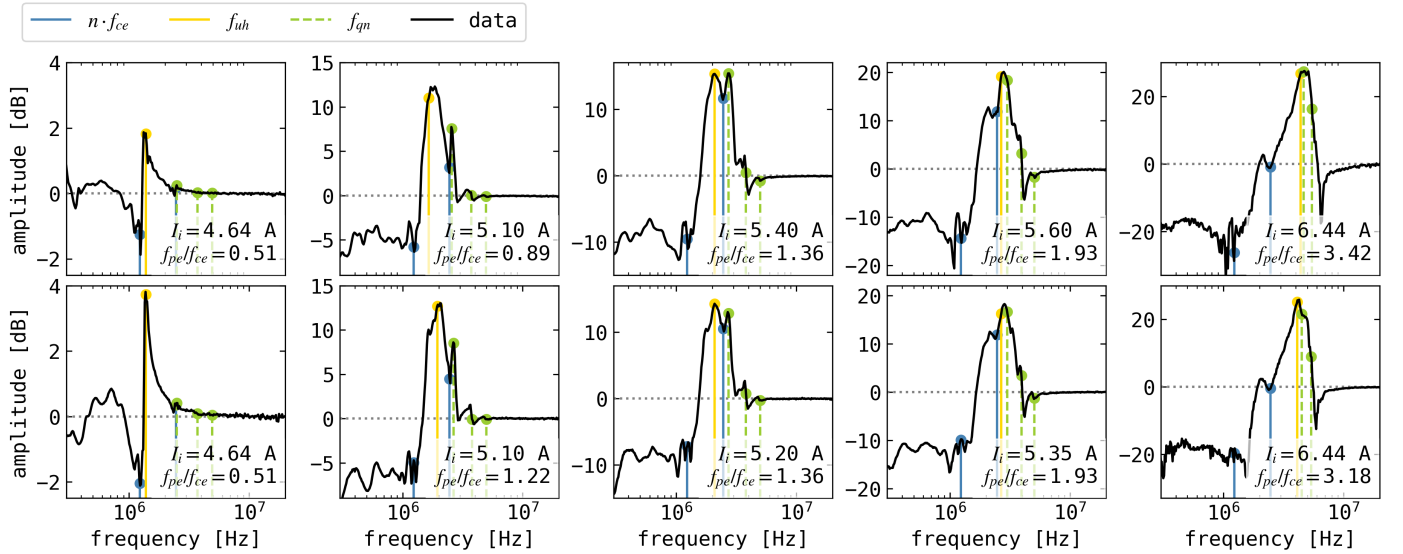 n·f_ce f_uh f_qn data
amplitude [dB]
4
2
0
−2
I_i=4.64 A
f_pe/f_ce=0.51
15
10
5
0
−5
I_i=5.10 A
f_pe/f_ce=0.89
10
0
−10
I_i=5.40 A
f_pe/f_ce=1.36
20
10
0
−10
−20
I_i=5.60 A
f_pe/f_ce=1.93
20
0
−20
I_i=6.44 A
f_pe/f_ce=3.42
amplitude [dB]
4
2
0
−2
I_i=4.64 A
f_pe/f_ce=0.51
10^6 10^7
frequency [Hz]
15
10
5
0
−5
I_i=5.10 A
f_pe/f_ce=1.22
10^6 10^7
frequency [Hz]
10
0
−10
I_i=5.20 A
f_pe/f_ce=1.36
10^6 10^7
frequency [Hz]
20
10
0
−10
−20
I_i=5.35 A
f_pe/f_ce=1.93
10^6 10^7
frequency [Hz]
20
0
−20
I_i=6.44 A
f_pe/f_ce=3.18
10^6 10^7
frequency [Hz]